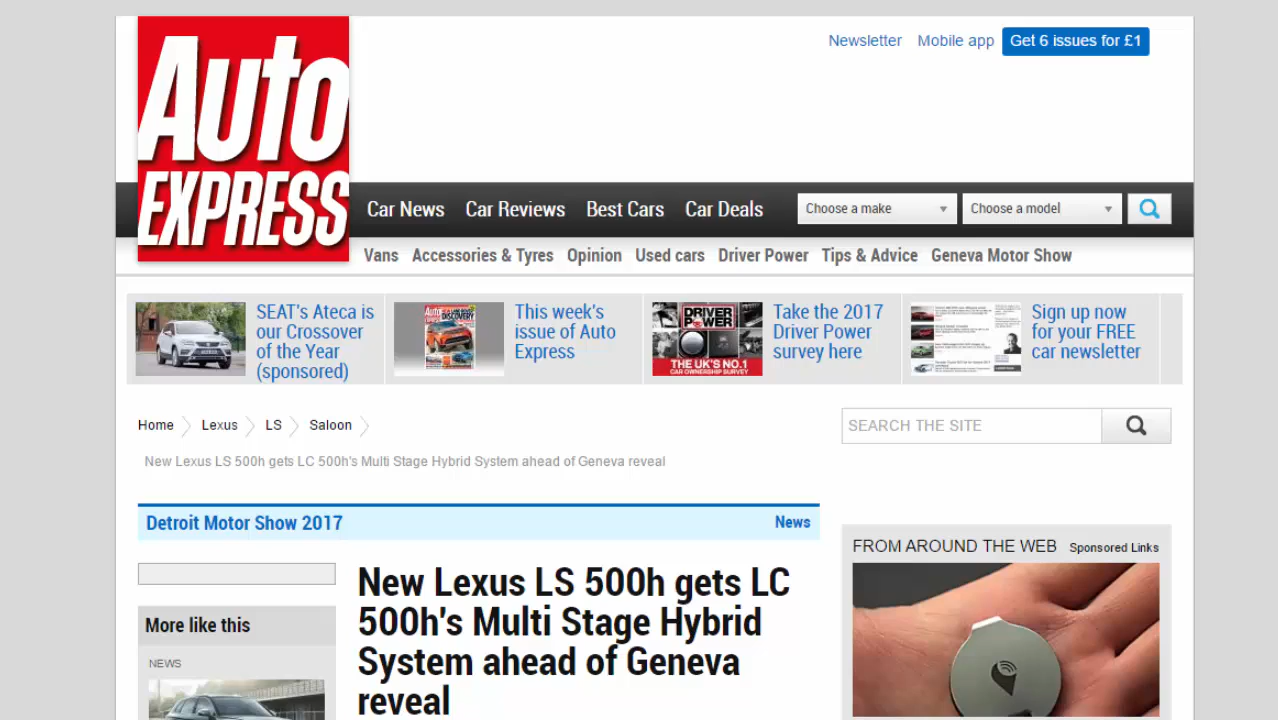 Auto
EXPRESS
Newsletter
Mobile app
Get 6 issues for £1
Car News
Car Reviews
Best Cars
Car Deals
Choose a make
Choose a model
Vans
Accessories & Tyres
Opinion
Used cars
Driver Power
Tips & Advice
Geneva Motor Show
SEAT's Ateca is
our Crossover
of the Year
(sponsored)
Auto
DISCOVERY
This week's
issue of Auto
Express
DRIVER
POWER
THE UK'S NO.1
CAR OWNERSHIP SURVEY
Take the 2017
Driver Power
survey here
Sign up now
for your FREE
car newsletter
Home
Lexus
LS
Saloon
SEARCH THE SITE
New Lexus LS 500h gets LC 500h's Multi Stage Hybrid System ahead of Geneva reveal
Detroit Motor Show 2017
News
More like this
NEWS
New Lexus LS 500h gets LC
500h's Multi Stage Hybrid
System ahead of Geneva
reveal
FROM AROUND THE WEB
Sponsored Links